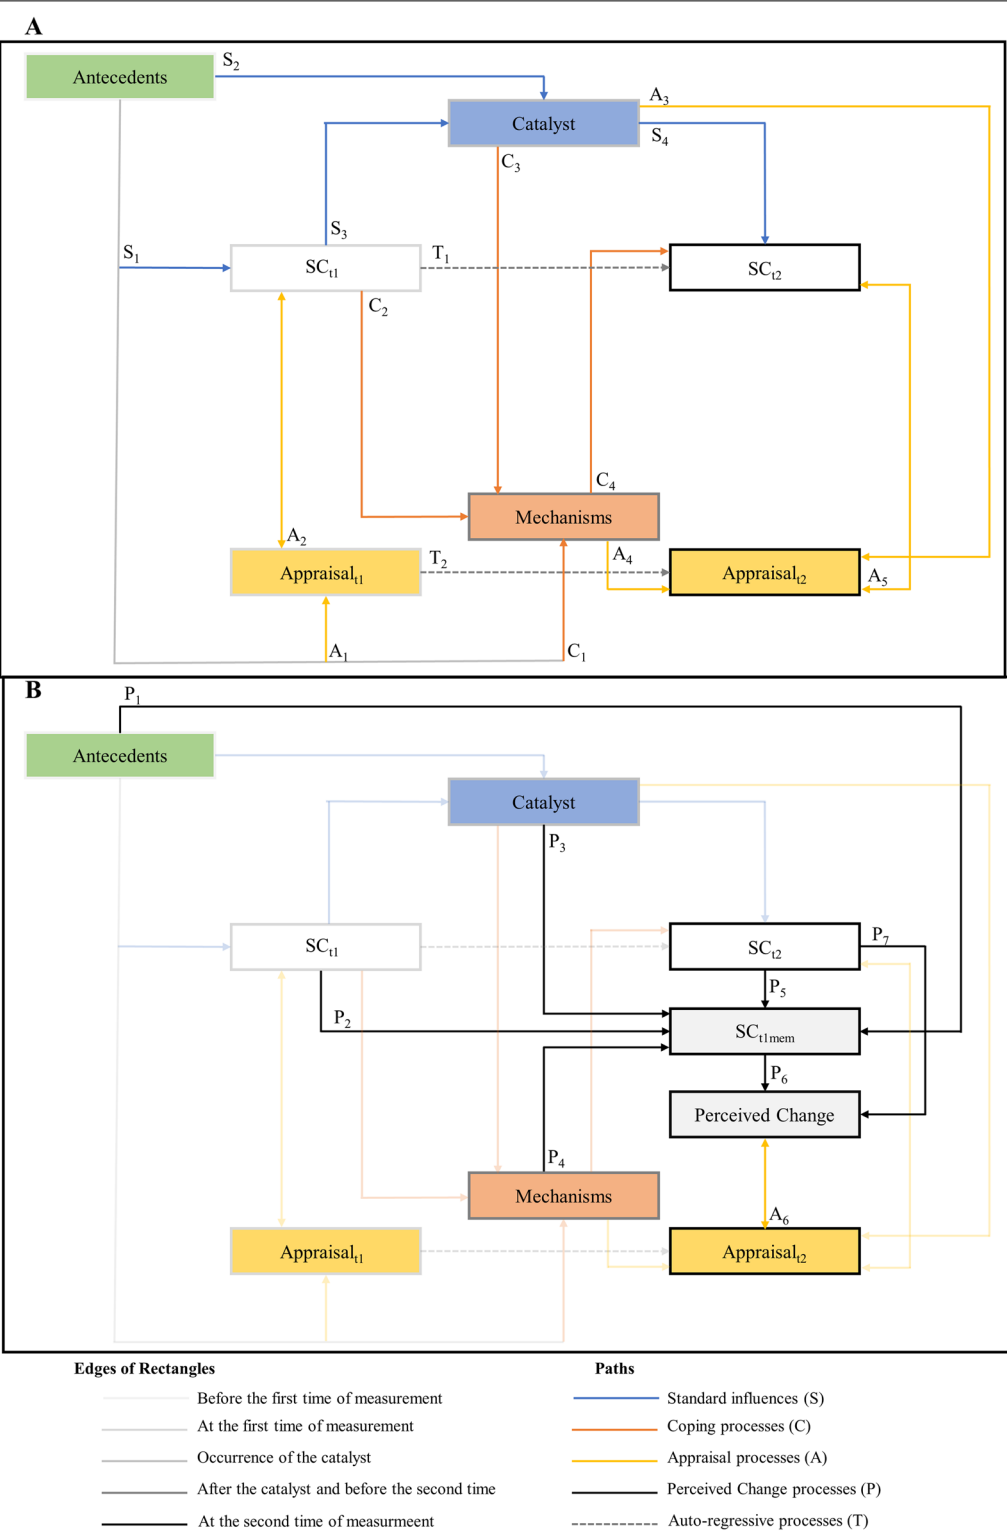 A
Antecedents
S2
Catalyst
A3
S4
C3
S3
S1
SCt1
T1
SCt2
C2
C4
Mechanisms
A2
T2
A4
Appraisalt1
Appraisalt2
A5
A1
C1
B
P1
Antecedents
Catalyst
P3
SCt1
SCt2
P7
P5
P2
SCt1mem
P6
Perceived Change
P4
Mechanisms
A6
Appraisalt1
Appraisalt2
Edges of Rectangles
Paths
Before the first time of measurement
Standard influences (S)
At the first time of measurement
Coping processes (C)
Occurrence of the catalyst
Appraisal processes (A)
After the catalyst and before the second time
Perceived Change processes (P)
At the second time of measurmeent
Auto-regressive processes (T)